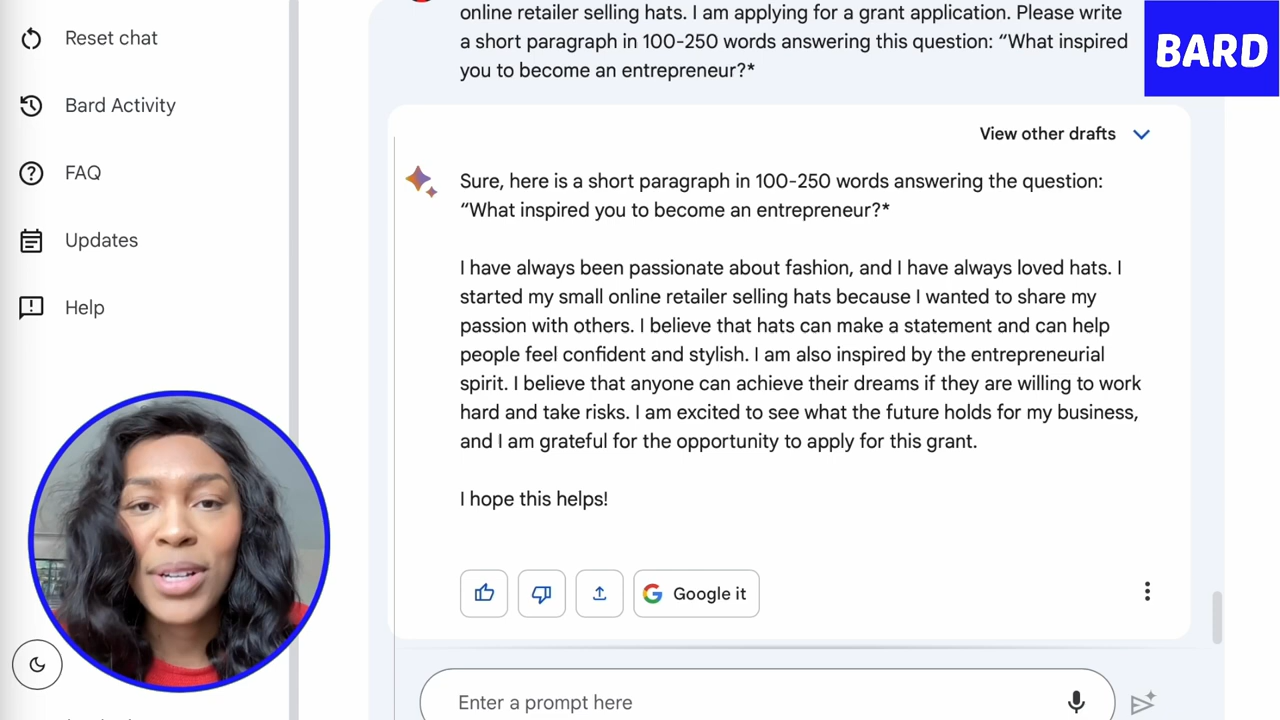 Reset chat
Bard Activity
FAQ
Updates
Help
online retailer selling hats. I am applying for a grant application. Please write
a short paragraph in 100-250 words answering this question: “What inspired
you to become an entrepreneur?*
BARD
View other drafts
Sure, here is a short paragraph in 100-250 words answering the question:
“What inspired you to become an entrepreneur?*
I have always been passionate about fashion, and I have always loved hats. I
started my small online retailer selling hats because I wanted to share my
passion with others. I believe that hats can make a statement and can help
people feel confident and stylish. I am also inspired by the entrepreneurial
spirit. I believe that anyone can achieve their dreams if they are willing to work
hard and take risks. I am excited to see what the future holds for my business,
and I am grateful for the opportunity to apply for this grant.
I hope this helps!
Google it
Enter a prompt here